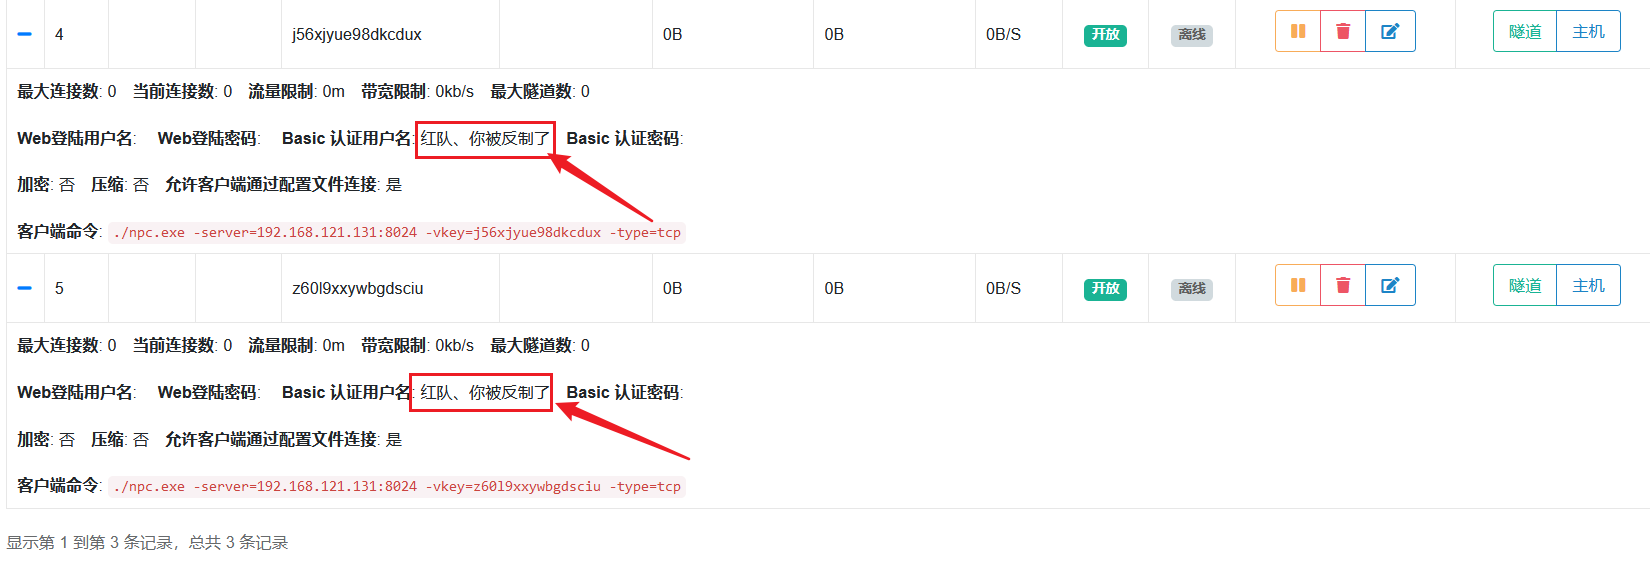 4 j56xjyue98dkcdux 0B 0B 0B/S 开放 离线 隧道 主机
最大连接数: 0 当前连接数: 0 流量限制: 0m 带宽限制: 0kb/s 最大隧道数: 0
Web登陆用户名: Web登陆密码: Basic 认证用户名: 红队、你被反制了 Basic 认证密码:
加密: 否 压缩: 否 允许客户端通过配置文件连接: 是
客户端命令: ./npc.exe -server=192.168.121.131:8024 -vkey=j56xjyue98dkcdux -type=tcp
5 z60l9xxywbgdsciu 0B 0B 0B/S 开放 离线 隧道 主机
最大连接数: 0 当前连接数: 0 流量限制: 0m 带宽限制: 0kb/s 最大隧道数: 0
Web登陆用户名: Web登陆密码: Basic 认证用户名: 红队、你被反制了 Basic 认证密码:
加密: 否 压缩: 否 允许客户端通过配置文件连接: 是
客户端命令: ./npc.exe -server=192.168.121.131:8024 -vkey=z60l9xxywbgdsciu -type=tcp
显示第 1 到第 3 条记录，总共 3 条记录